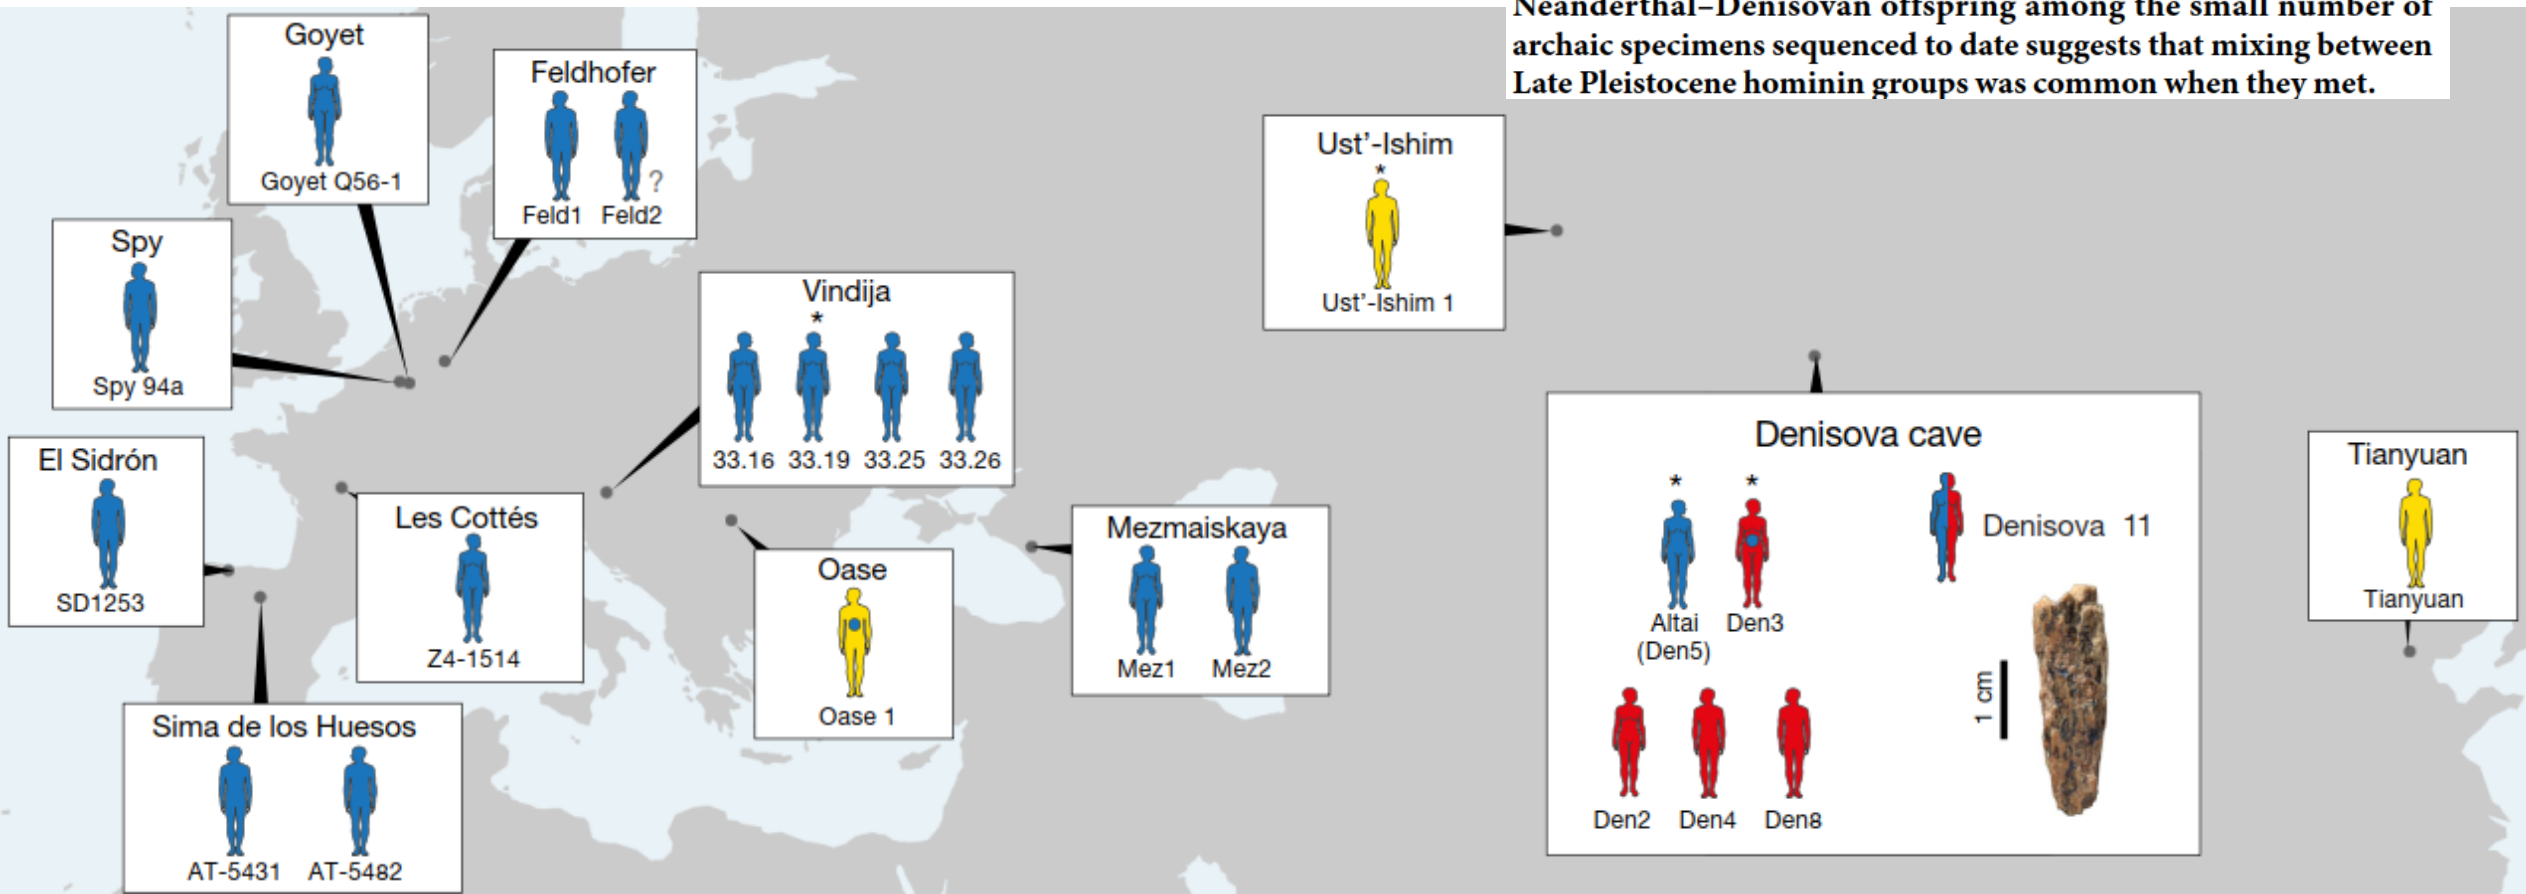 Neanderthal–Denisovan offspring among the small number of
archaic specimens sequenced to date suggests that mixing between
Late Pleistocene hominin groups was common when they met.
Goyet
Goyet Q56-1
Feldhofer
?
Feld1 Feld2
Spy
Spy 94a
Ust’-Ishim
*
Ust’-Ishim 1
Vindija
*
33.16 33.19 33.25 33.26
El Sidrón
SD1253
Les Cottés
Z4-1514
Oase
Oase 1
Mezmaiskaya
Mez1 Mez2
Sima de los Huesos
AT-5431 AT-5482
Denisova cave
* *
Altai
(Den5)
Den3
Denisova 11
Den2 Den4 Den8
1 cm
Tianyuan
Tianyuan